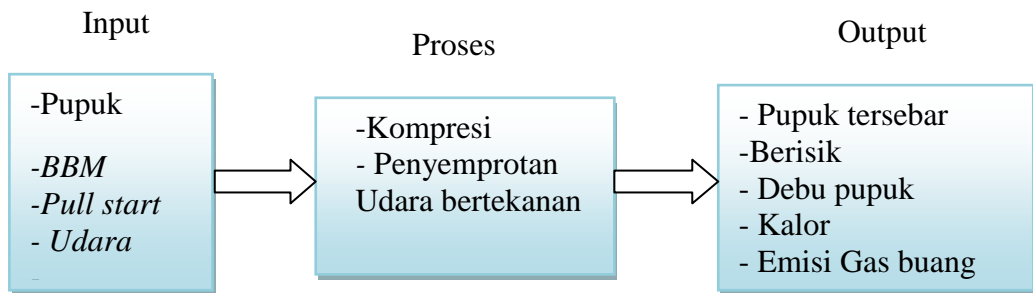 Input
Proses
Output
-Pupuk
-BBM
-Pull start
- Udara
-
-Kompresi
- Penyemprotan
Udara bertekanan
- Pupuk tersebar
-Berisik
- Debu pupuk
- Kalor
- Emisi Gas buang